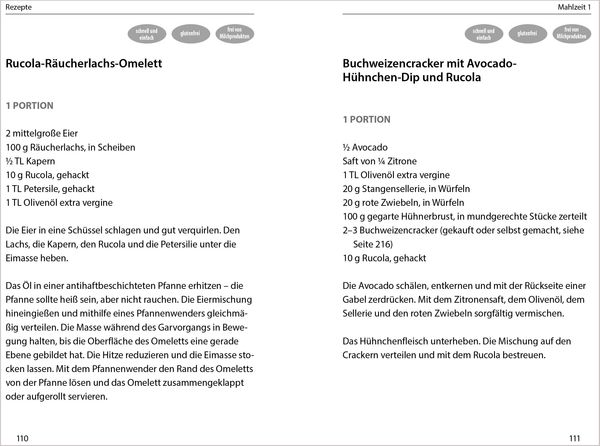 Rezepte
schnell und
einfach
glutenfrei
frei von
Milchprodukten
Rucola-Räucherlachs-Omelett
1 PORTION
2 mittelgroße Eier
100 g Räucherlachs, in Scheiben
½ TL Kapern
10 g Rucola, gehackt
1 TL Petersilie, gehackt
1 TL Olivenöl extra vergine
Die Eier in eine Schüssel schlagen und gut verquirlen. Den
Lachs, die Kapern, den Rucola und die Petersilie unter die
Eimasse heben.
Das Öl in einer antihaftbeschichteten Pfanne erhitzen – die
Pfanne sollte heiß sein, aber nicht rauchen. Die Eiermischung
hineingießen und mithilfe eines Pfannenwenders gleichmä-
ßig verteilen. Die Masse während des Garvorgangs in Bewe-
gung halten, bis die Oberfläche des Omeletts eine gerade
Ebene gebildet hat. Die Hitze reduzieren und die Eimasse sto-
cken lassen. Mit dem Pfannenwender den Rand des Omeletts
von der Pfanne lösen und das Omelett zusammengeklappt
oder aufgerollt servieren.
110
Mahlzeit 1
schnell und
einfach
glutenfrei
frei von
Milchprodukten
Buchweizencracker mit Avocado-
Hühnchen-Dip und Rucola
1 PORTION
½ Avocado
Saft von ¼ Zitrone
1 TL Olivenöl extra vergine
20 g Stangensellerie, in Würfeln
20 g rote Zwiebeln, in Würfeln
100 g gegarte Hühnerbrust, in mundgerechte Stücke zerteilt
2–3 Buchweizencracker (gekauft oder selbst gemacht, siehe
Seite 216)
10 g Rucola, gehackt
Die Avocado schälen, entkernen und mit der Rückseite einer
Gabel zerdrücken. Mit dem Zitronensaft, dem Olivenöl, dem
Sellerie und den roten Zwiebeln sorgfältig vermischen.
Das Hühnchenfleisch unterheben. Die Mischung auf den
Crackern verteilen und mit dem Rucola bestreuen.
111